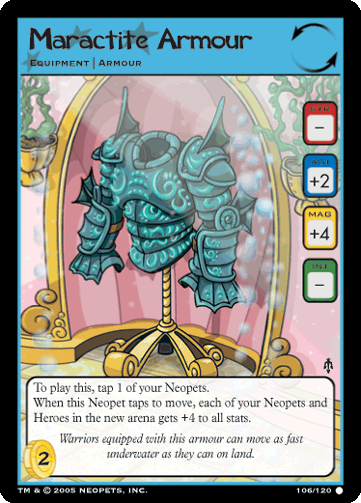 Maractite Armour
EQUIPMENT | ARMOUR
STR
–
AGI
+2
MAG
+4
INT
–
To play this, tap 1 of your Neopets.
When this Neopet taps to move, each of your Neopets and
Heroes in the new arena gets +4 to all stats.
Warriors equipped with this armour can move as fast
underwater as they can on land.
2
TM & © 2005 NEOPETS, INC.
106/120